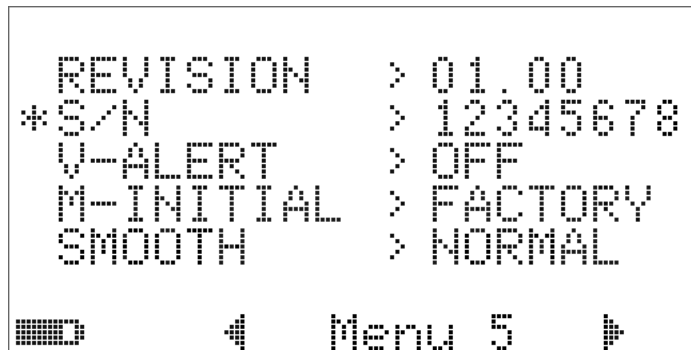 REVISION > 01.00
*S/N > 12345678
V-ALERT > OFF
M-INITIAL > FACTORY
SMOOTH > NORMAL
Menu 5